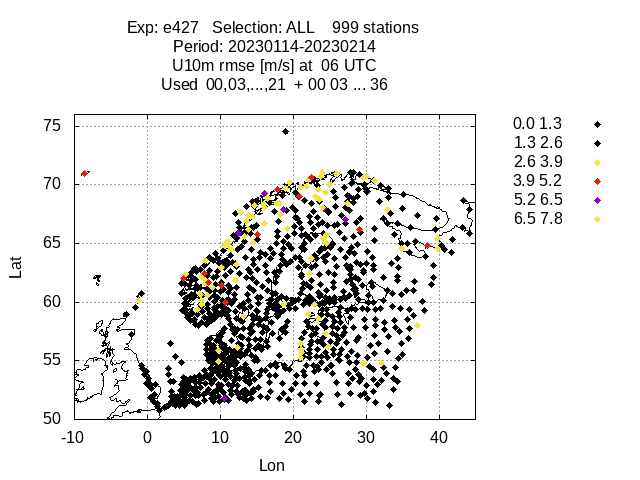 Exp: e427 Selection: ALL 999 stations
Period: 20230114-20230214
U10m rmse [m/s] at 06 UTC
Used 00,03,...,21 + 00 03 ... 36
0.0 1.3
1.3 2.6
2.6 3.9
3.9 5.2
5.2 6.5
6.5 7.8
75
70
65
60
55
50
Lat
-10 0 10 20 30 40
Lon